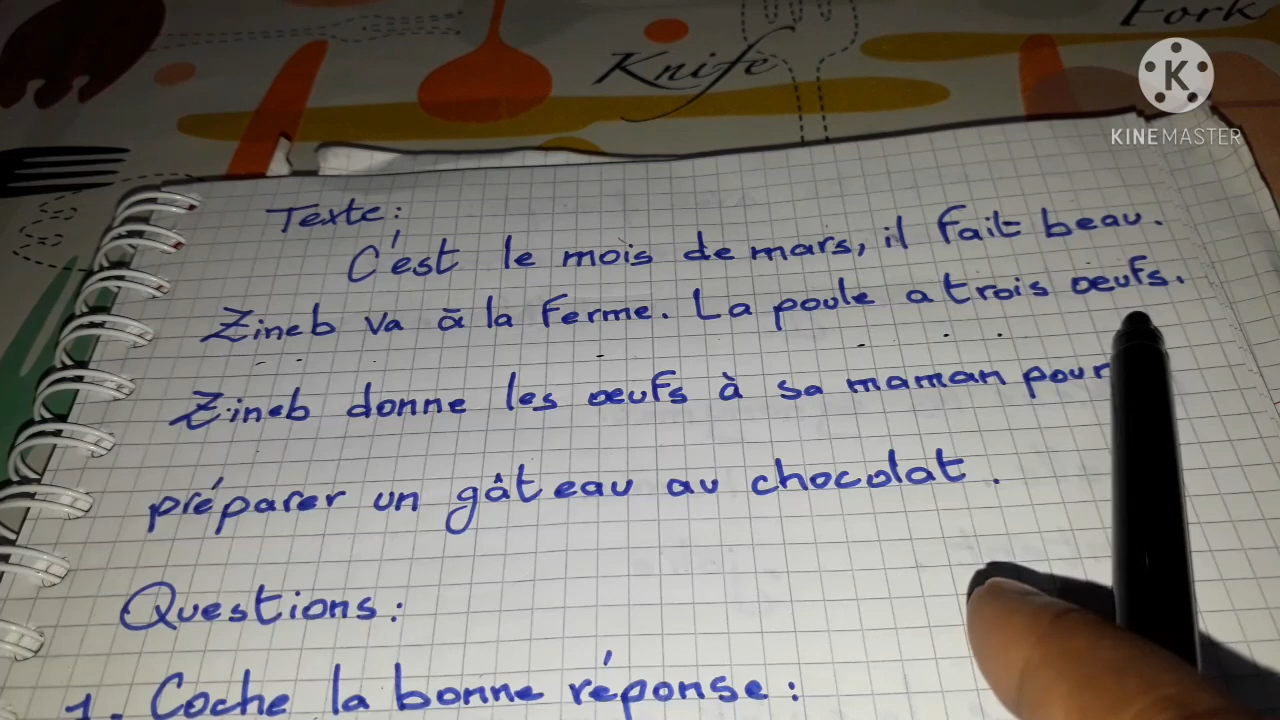 Fork
Knife
KINEMASTER
Texte:
C'est le mois de mars, il fait beau.
Zineb va à la ferme. La poule a trois oeufs.
Zineb donne les oeufs à sa maman pour
préparer un gâteau au chocolat.
Questions:
1. Coche la bonne réponse: